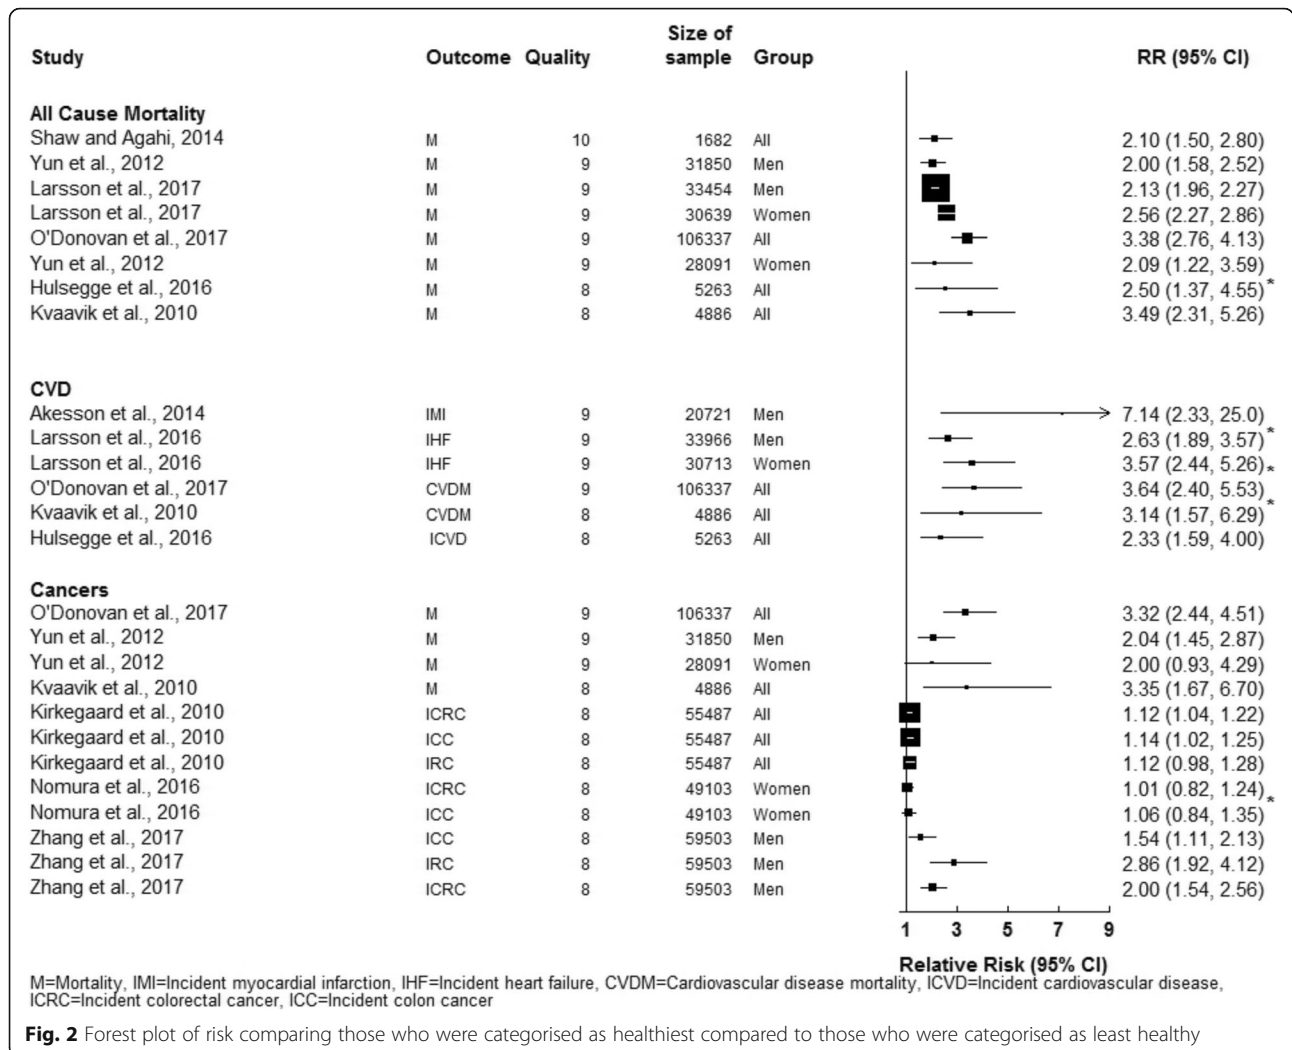 Study Outcome Quality Size of sample Group RR (95% CI)
All Cause Mortality
Shaw and Agahi, 2014 M 10 1682 All 2.10 (1.50, 2.80)
Yun et al., 2012 M 9 31850 Men 2.00 (1.58, 2.52)
Larsson et al., 2017 M 9 33454 Men 2.13 (1.96, 2.27)
Larsson et al., 2017 M 9 30639 Women 2.56 (2.27, 2.86)
O'Donovan et al., 2017 M 9 106337 All 3.38 (2.76, 4.13)
Yun et al., 2012 M 9 28091 Women 2.09 (1.22, 3.59)
Hulsegge et al., 2016 M 8 5263 All 2.50 (1.37, 4.55)*
Kvaavik et al., 2010 M 8 4886 All 3.49 (2.31, 5.26)
CVD
Akesson et al., 2014 IMI 9 20721 Men 7.14 (2.33, 25.0)
Larsson et al., 2016 IHF 9 33966 Men 2.63 (1.89, 3.57)*
Larsson et al., 2016 IHF 9 30713 Women 3.57 (2.44, 5.26)*
O'Donovan et al., 2017 CVDM 9 106337 All 3.64 (2.40, 5.53)
Kvaavik et al., 2010 CVDM 8 4886 All 3.14 (1.57, 6.29)*
Hulsegge et al., 2016 ICVD 8 5263 All 2.33 (1.59, 4.00)
Cancers
O'Donovan et al., 2017 M 9 106337 All 3.32 (2.44, 4.51)
Yun et al., 2012 M 9 31850 Men 2.04 (1.45, 2.87)
Yun et al., 2012 M 9 28091 Women 2.00 (0.93, 4.29)
Kvaavik et al., 2010 M 8 4886 All 3.35 (1.67, 6.70)
Kirkegaard et al., 2010 ICRC 8 55487 All 1.12 (1.04, 1.22)
Kirkegaard et al., 2010 ICC 8 55487 All 1.14 (1.02, 1.25)
Kirkegaard et al., 2010 IRC 8 55487 All 1.12 (0.98, 1.28)
Nomura et al., 2016 ICRC 8 49103 Women 1.01 (0.82, 1.24)
Nomura et al., 2016 ICC 8 49103 Women 1.06 (0.84, 1.35)*
Zhang et al., 2017 ICC 8 59503 Men 1.54 (1.11, 2.13)
Zhang et al., 2017 IRC 8 59503 Men 2.86 (1.92, 4.12)
Zhang et al., 2017 ICRC 8 59503 Men 2.00 (1.54, 2.56)
1 3 5 7 9
Relative Risk (95% CI)
M=Mortality, IMI=Incident myocardial infarction, IHF=Incident heart failure, CVDM=Cardiovascular disease mortality, ICVD=Incident cardiovascular disease,
ICRC=Incident colorectal cancer, ICC=Incident colon cancer
Fig. 2 Forest plot of risk comparing those who were categorised as healthiest compared to those who were categorised as least healthy